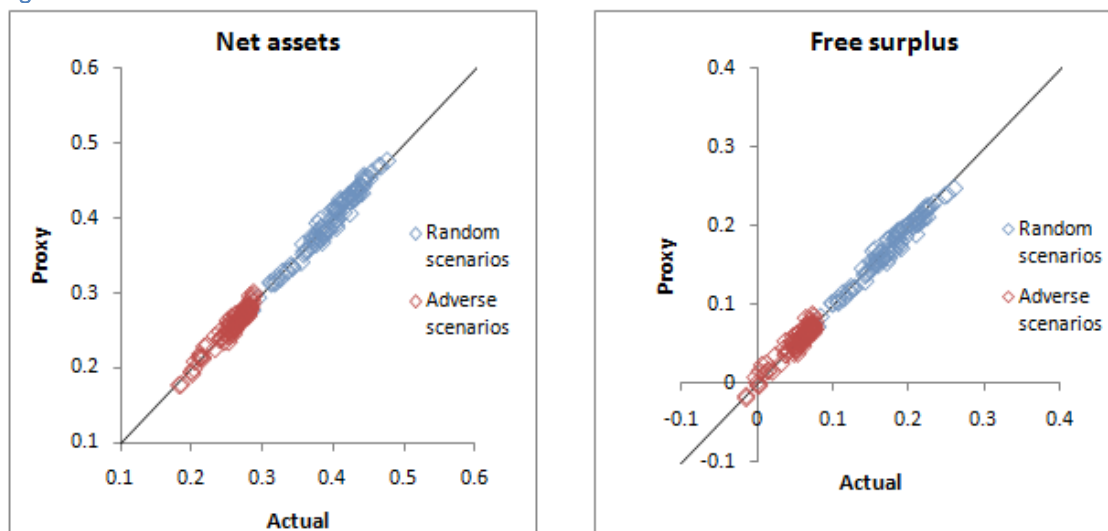 Net assets
0.6
0.5
0.4
0.3
0.2
0.1
0.1 0.2 0.3 0.4 0.5 0.6
Proxy
Actual
Random
scenarios
Adverse
scenarios
Free surplus
0.4
0.3
0.2
0.1
0
-0.1
-0.1 0 0.1 0.2 0.3 0.4
Proxy
Actual
Random
scenarios
Adverse
scenarios